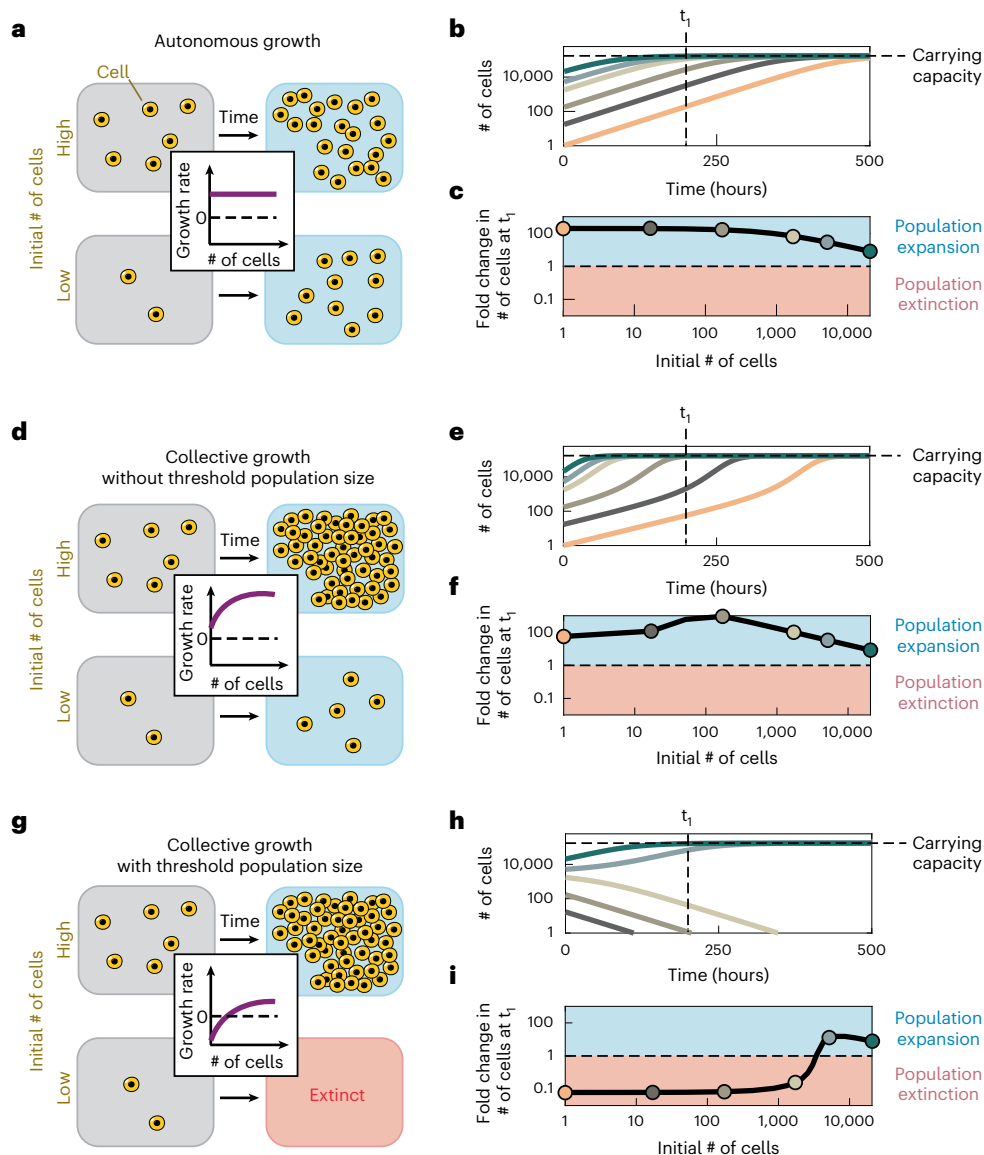 a
Autonomous growth
Cell
Initial # of cells
High
Low
Time
Growth rate
0
# of cells
b
t1
# of cells
10,000
100
1
0
250
500
Time (hours)
Carrying
capacity
c
Fold change in
# of cells at t1
100
1
0.1
1
10
100
1,000
10,000
Initial # of cells
Population
expansion
Population
extinction
d
Collective growth
without threshold population size
Initial # of cells
High
Low
Time
Growth rate
0
# of cells
e
t1
# of cells
10,000
100
1
0
250
500
Time (hours)
Carrying
capacity
f
Fold change in
# of cells at t1
100
1
0.1
1
10
100
1,000
10,000
Initial # of cells
Population
expansion
Population
extinction
g
Collective growth
with threshold population size
Initial # of cells
High
Low
Time
Growth rate
0
# of cells
Extinct
h
t1
# of cells
10,000
100
1
0
250
500
Time (hours)
Carrying
capacity
i
Fold change in
# of cells at t1
100
1
0.1
1
10
100
1,000
10,000
Initial # of cells
Population
expansion
Population
extinction